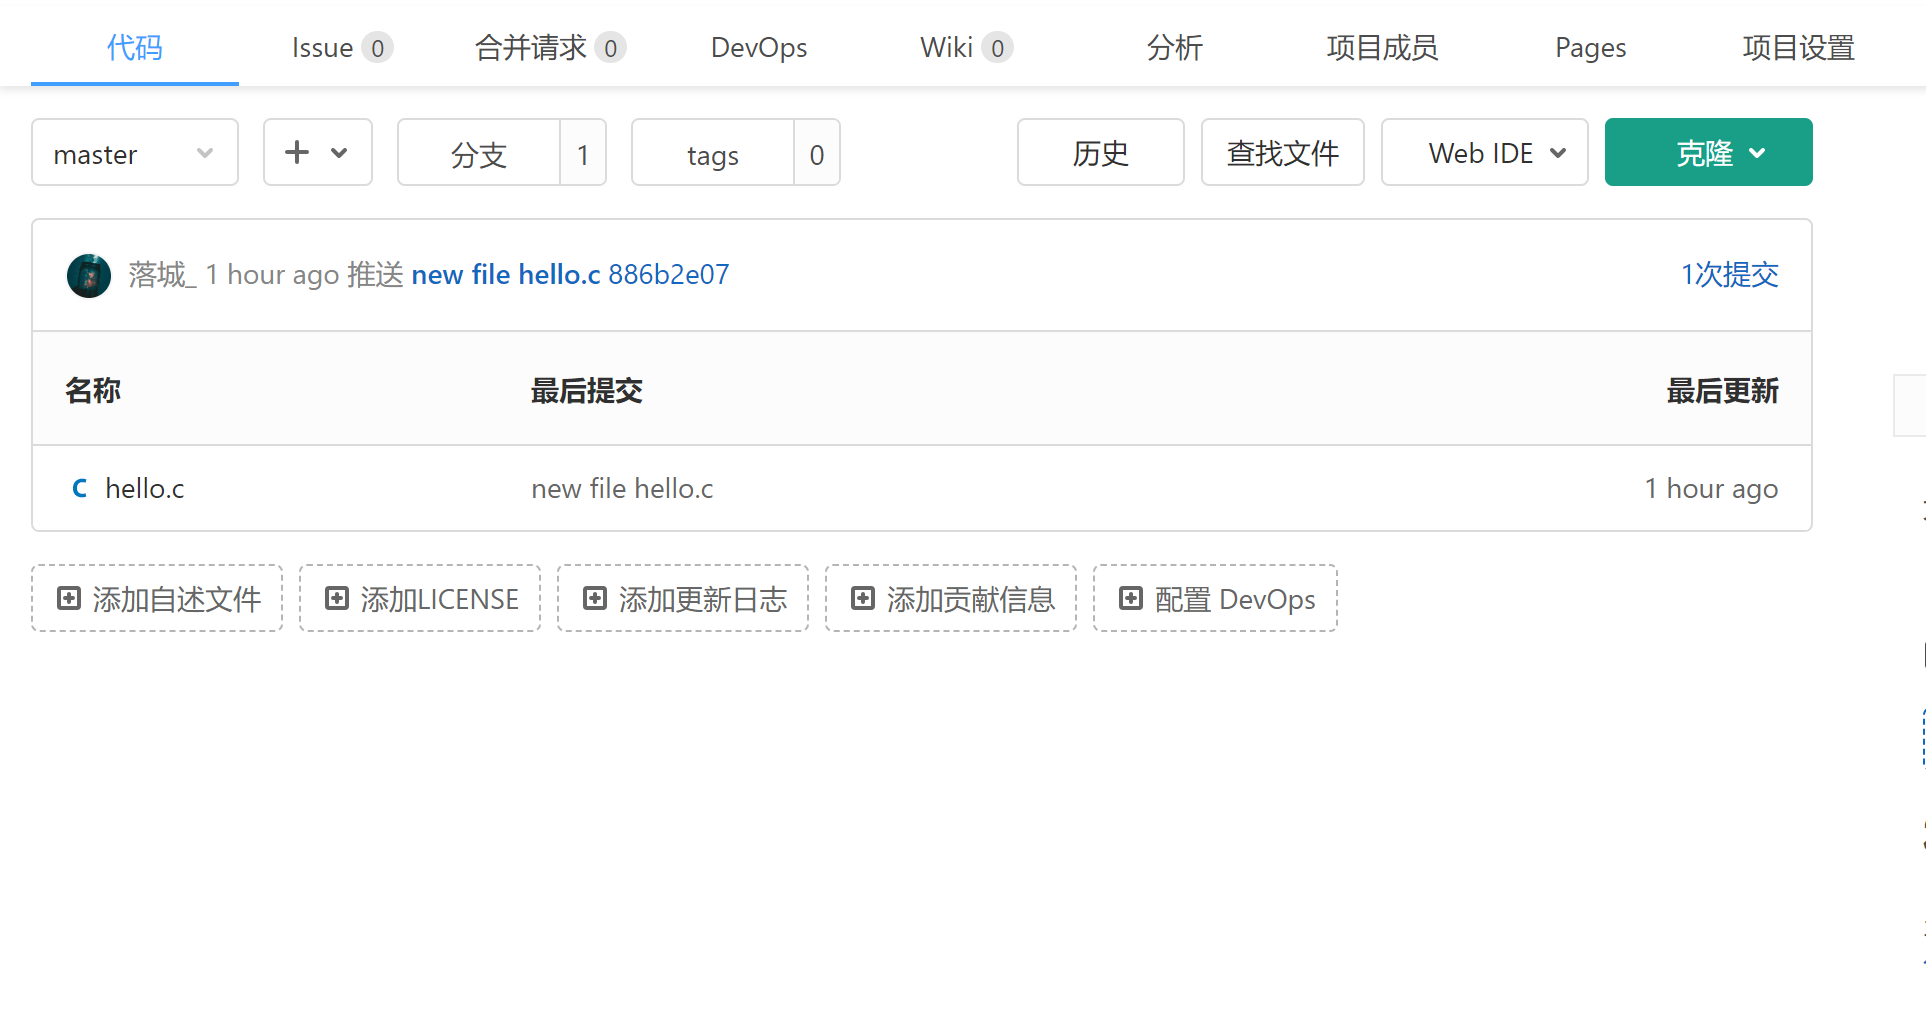 代码 Issue 0 合并请求 0 DevOps Wiki 0 分析 项目成员 Pages 项目设置
master 分支 1 tags 0 历史 查找文件 Web IDE 克隆
落城_ 1 hour ago 推送 new file hello.c 886b2e07 1次提交
名称 最后提交 最后更新
C hello.c new file hello.c 1 hour ago
添加自述文件 添加LICENSE 添加更新日志 添加贡献信息 配置 DevOps